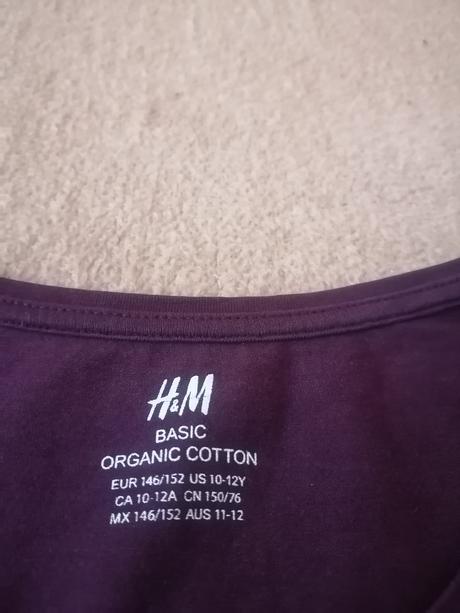 H&M
BASIC
ORGANIC COTTON
EUR 146/152 US 10-12Y
CA 10-12A CN 150/76
MX 146/152 AUS 11-12